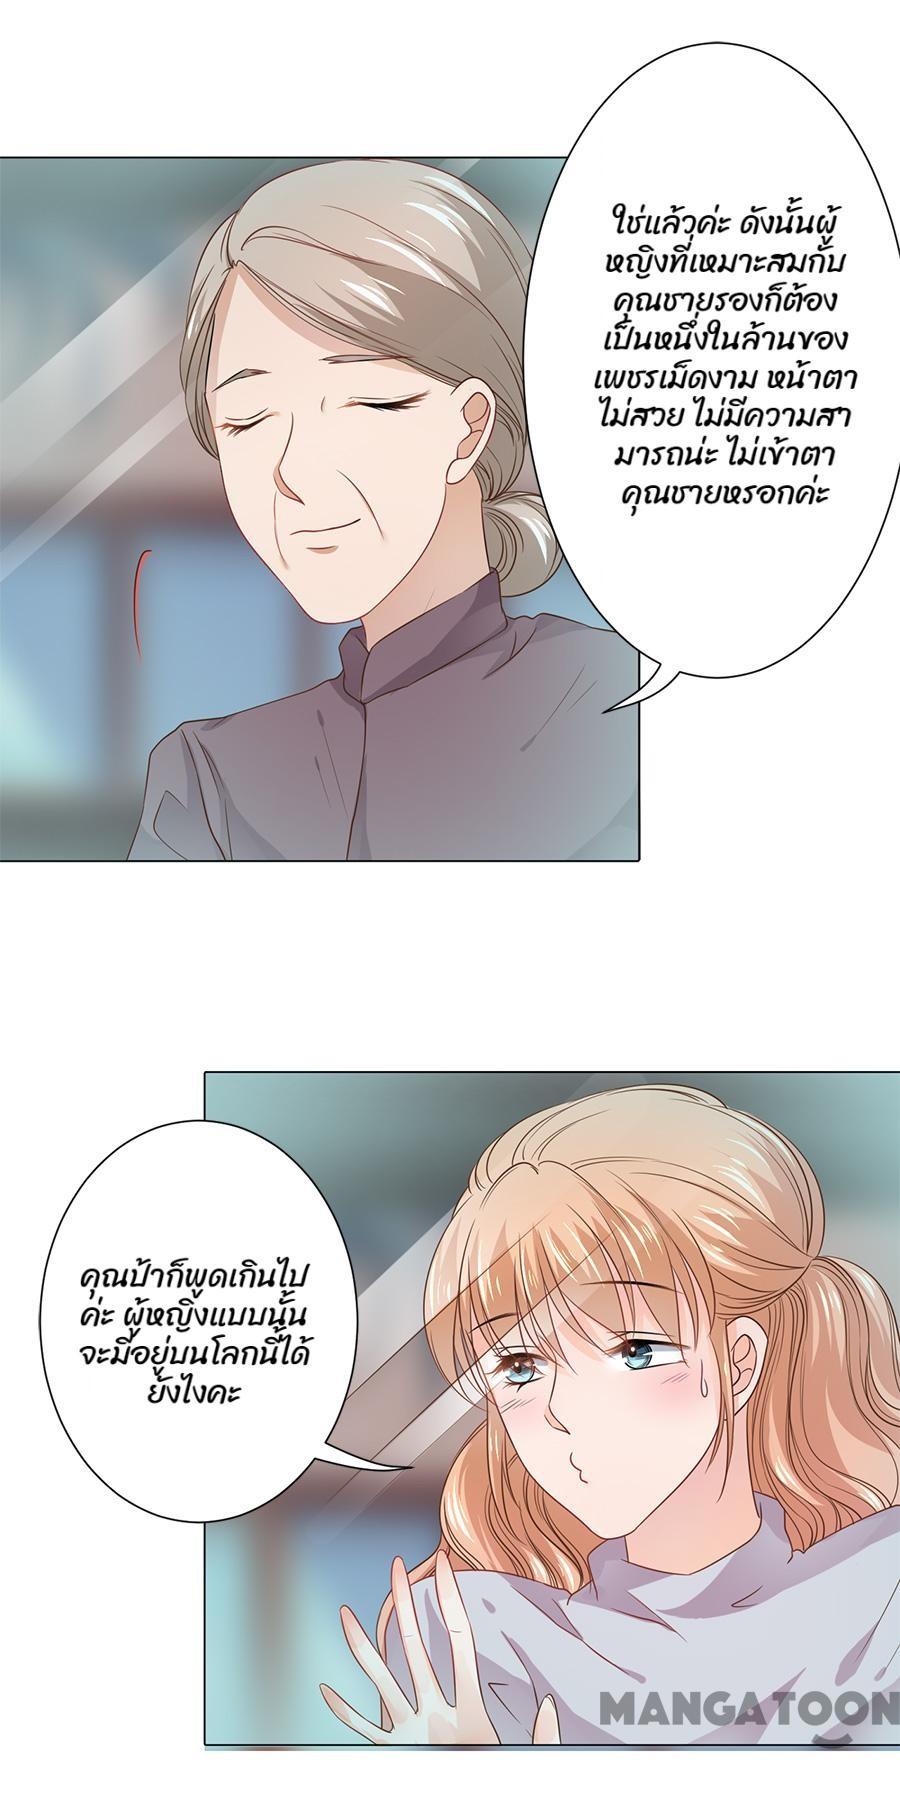 ใช่แล้วค่ะ ดังนั้นผู้
หญิงที่เหมาะสมกับ
คุณชายรองก็ต้อง
เป็นหนึ่งในล้านของ
เพชรเม็ดงาม หน้าตา
ไม่สวย ไม่มีความสา
มารถน่ะ ไม่เข้าตา
คุณชายหรอกค่ะ
คุณป้าก็พูดเกินไป
ค่ะ ผู้หญิงแบบนั้น
จะมีอยู่บนโลกนี้ได้
ยังไงคะ
MANGATOON